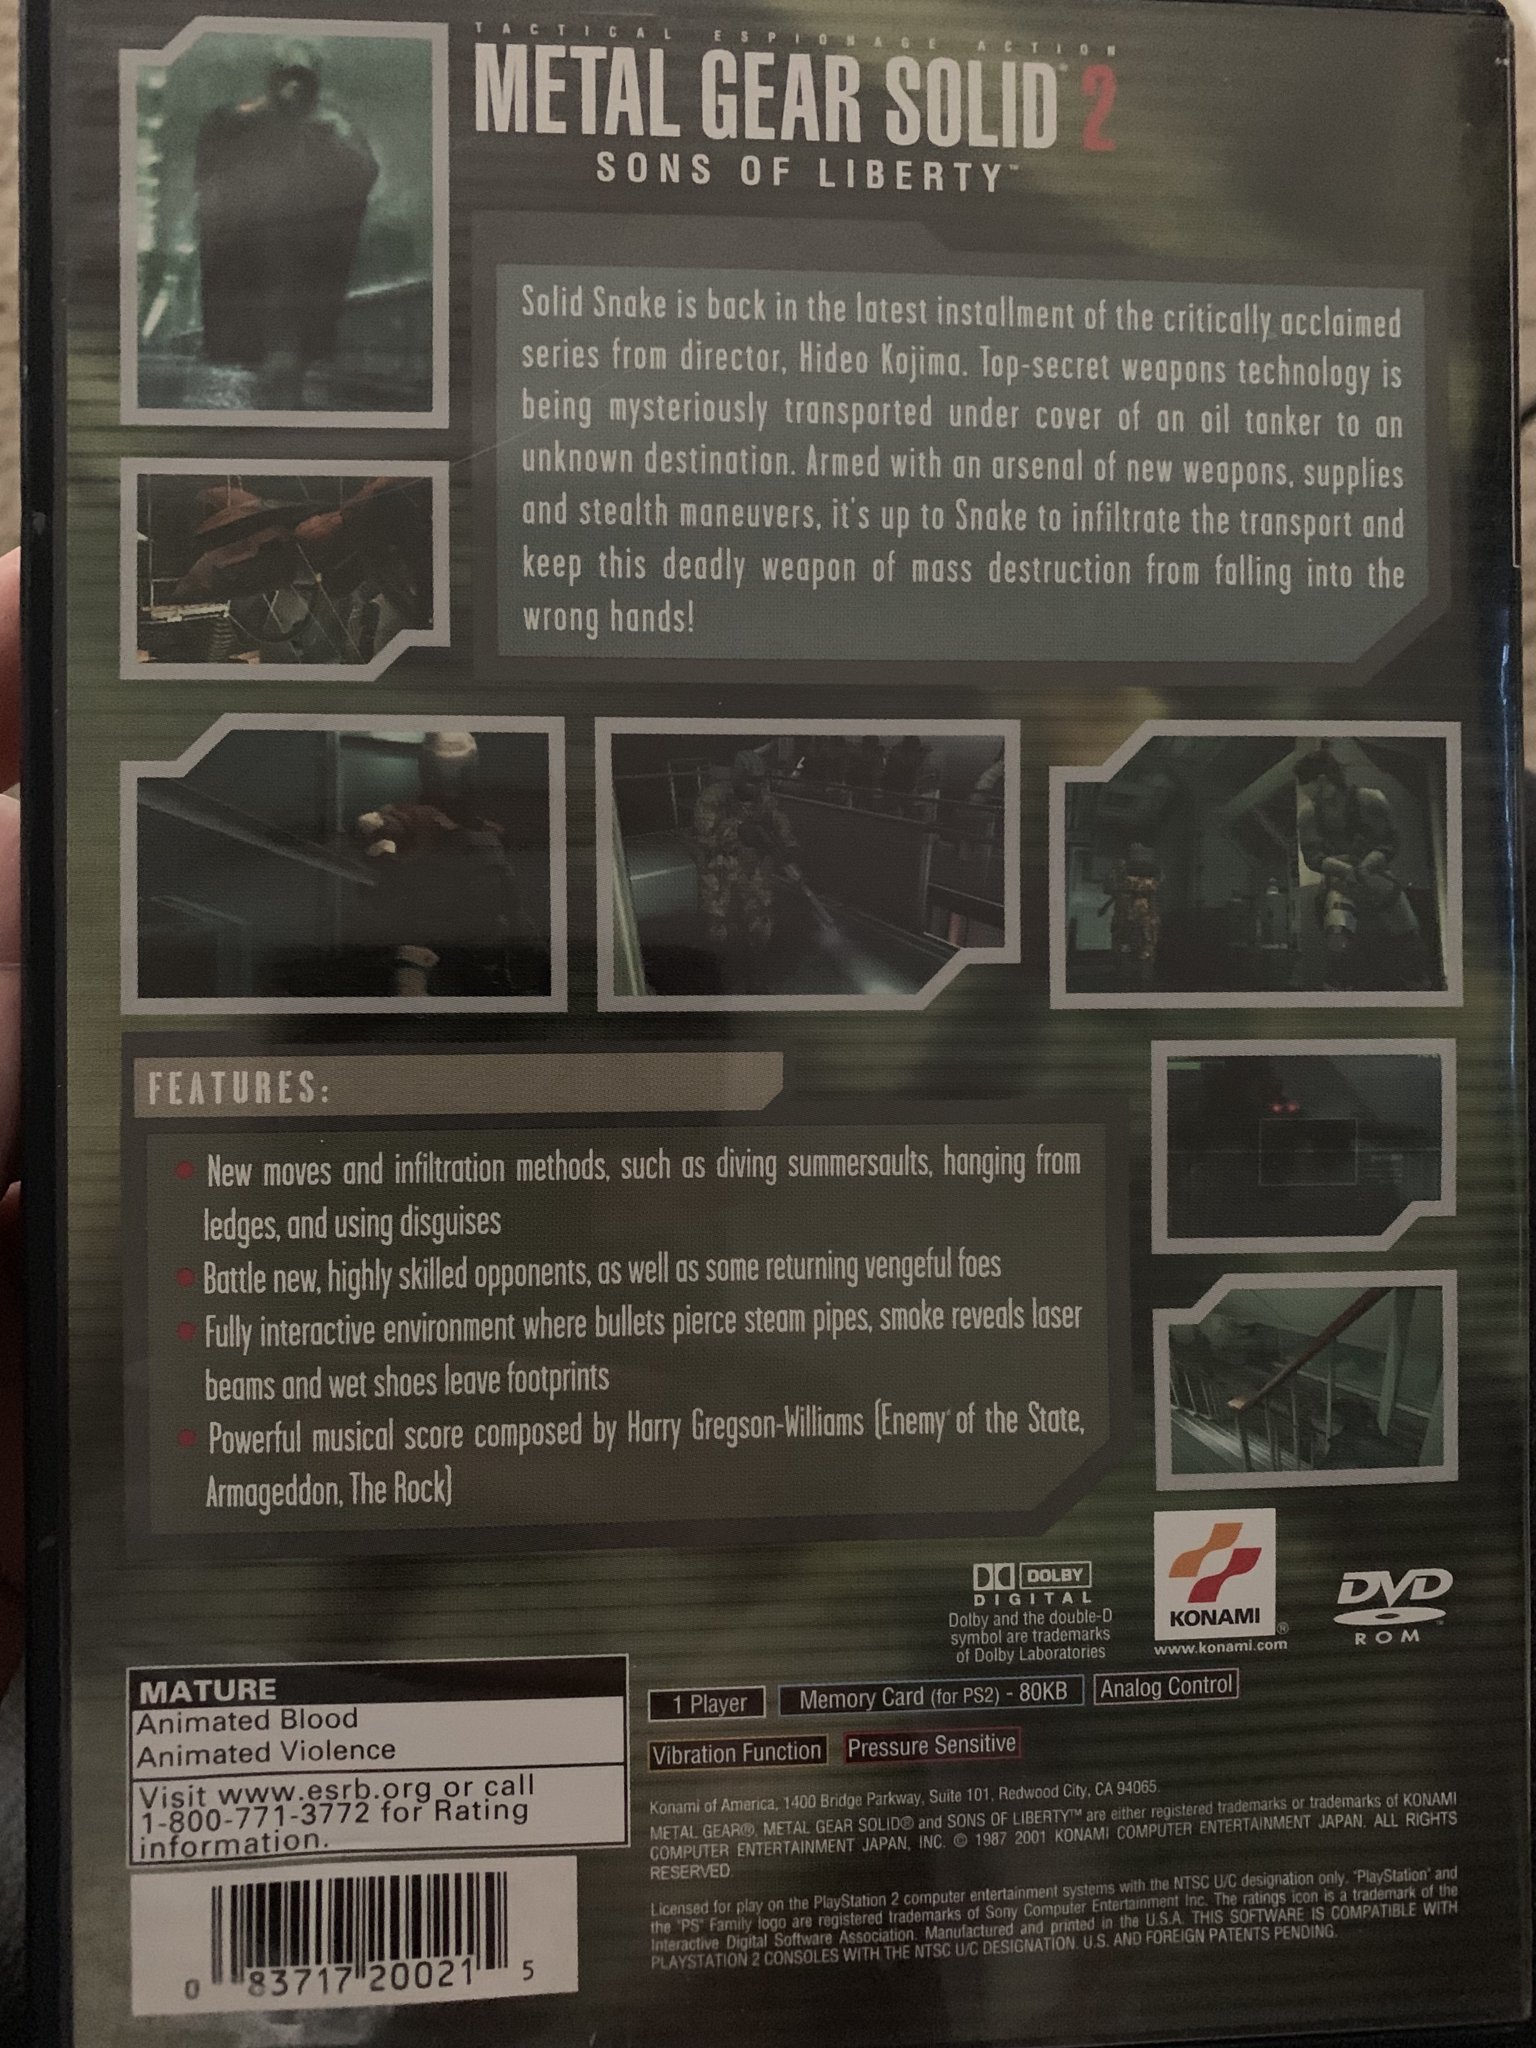 TACTICAL ESPIONAGE ACTION
METAL GEAR SOLID™ 2
SONS OF LIBERTY™
Solid Snake is back in the latest installment of the critically acclaimed
series from director, Hideo Kojima. Top-secret weapons technology is
being mysteriously transported under cover of an oil tanker to an
unknown destination. Armed with an arsenal of new weapons, supplies
and stealth maneuvers, it's up to Snake to infiltrate the transport and
keep this deadly weapon of mass destruction from falling into the
wrong hands!
FEATURES:
• New moves and infiltration methods, such as diving summersaults, hanging from
ledges, and using disguises
• Battle new, highly skilled opponents, as well as some returning vengeful foes
• Fully interactive environment where bullets pierce steam pipes, smoke reveals laser
beams and wet shoes leave footprints
• Powerful musical score composed by Harry Gregson-Williams (Enemy of the State,
Armageddon, The Rock)
DOLBY
DIGITAL
Dolby and the double-D
symbol are trademarks
of Dolby Laboratories
KONAMI®
www.konami.com
DVD™
ROM
MATURE
Animated Blood
Animated Violence
Visit www.esrb.org or call
1-800-771-3772 for Rating
information.
1 Player
Memory Card (for PS2) - 80KB
Analog Control
Vibration Function
Pressure Sensitive
Konami of America, 1400 Bridge Parkway, Suite 101, Redwood City, CA 94065.
METAL GEAR®, METAL GEAR SOLID® and SONS OF LIBERTY™ are either registered trademarks or trademarks of KONAMI
COMPUTER ENTERTAINMENT JAPAN, INC. © 1987 2001 KONAMI COMPUTER ENTERTAINMENT JAPAN. ALL RIGHTS
RESERVED
Licensed for play on the PlayStation 2 computer entertainment systems with the NTSC U/C designation only. "PlayStation" and
the "PS" Family logo are registered trademarks of Sony Computer Entertainment Inc. The ratings icon is a trademark of the
Interactive Digital Software Association. Manufactured and printed in the U.S.A. THIS SOFTWARE IS COMPATIBLE WITH
PLAYSTATION 2 CONSOLES WITH THE NTSC U/C DESIGNATION. U.S. AND FOREIGN PATENTS PENDING.
0 83717 20021 5